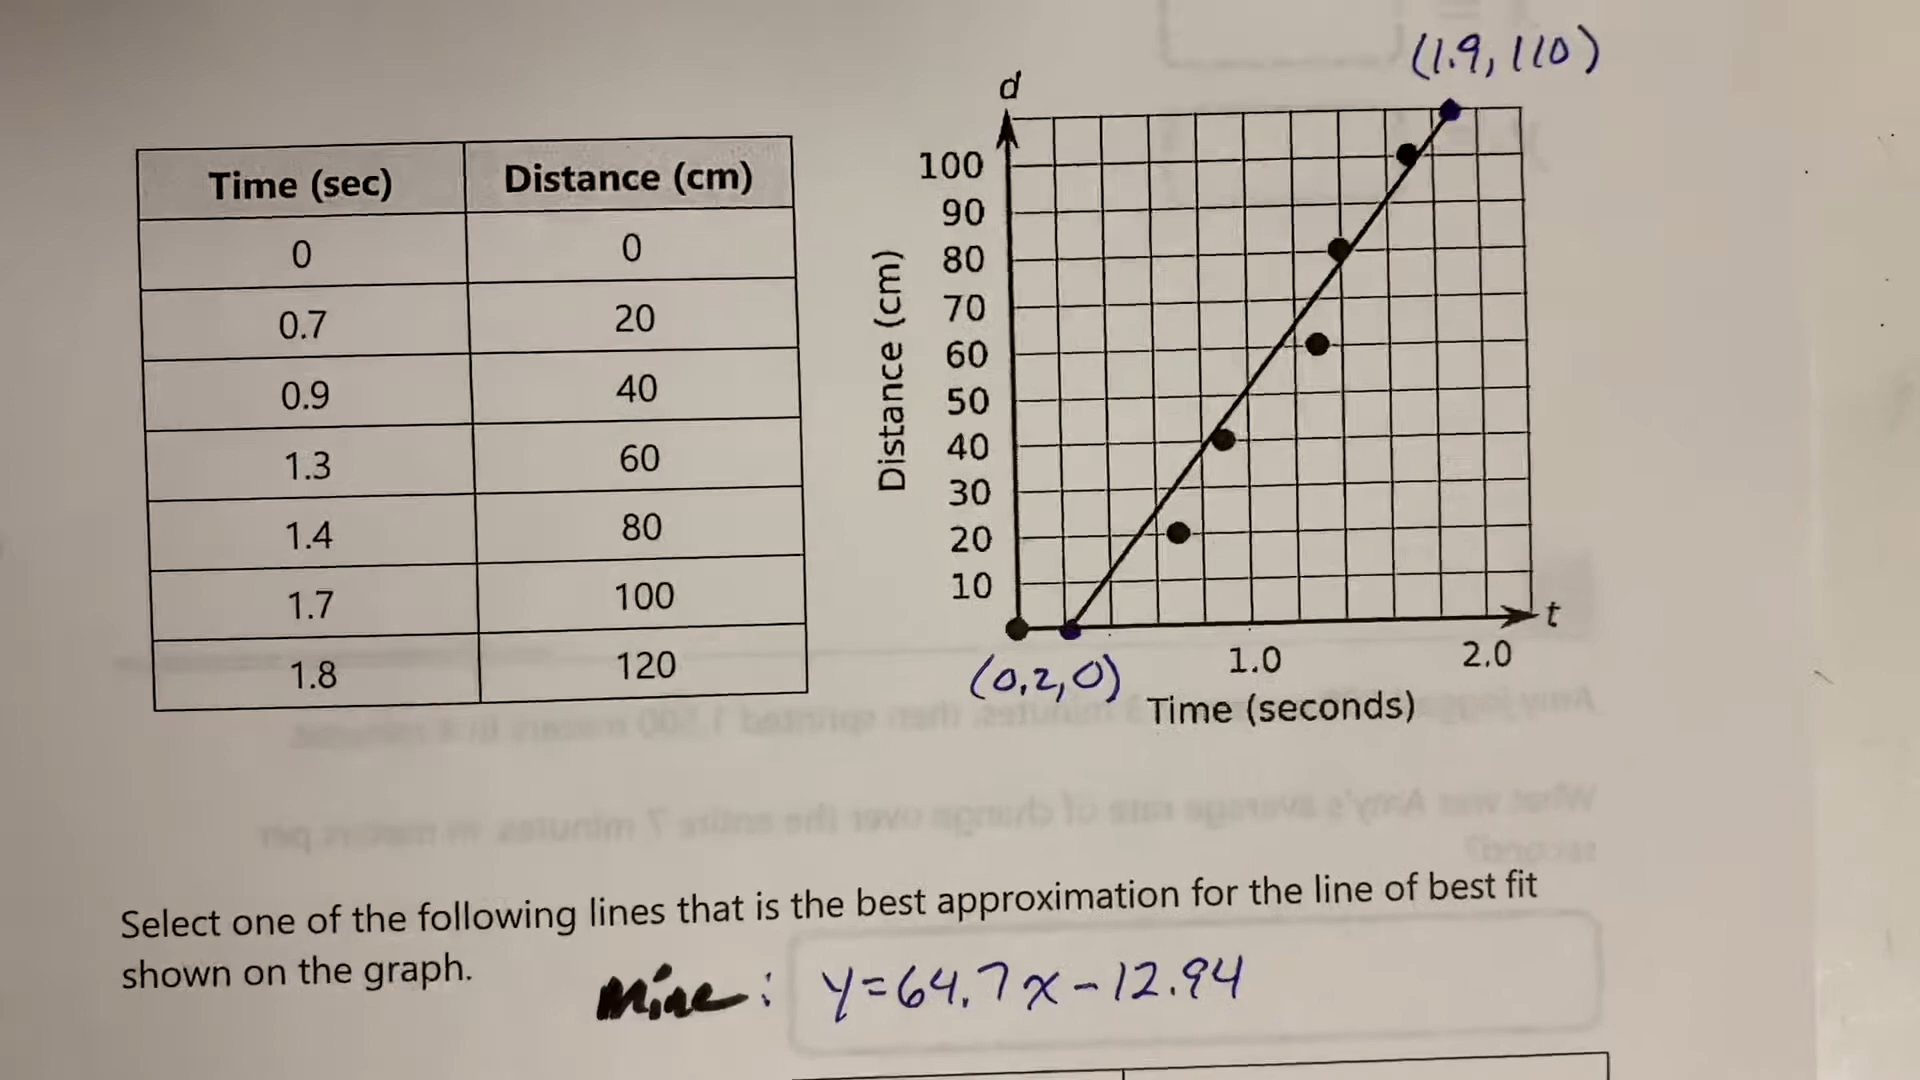 (1.9, 110)
d
Time (sec) Distance (cm)
0 0
0.7 20
0.9 40
1.3 60
1.4 80
1.7 100
1.8 120
100
90
80
70
60
50
40
30
20
10
Distance (cm)
t
1.0 2.0
(0,2,0)
Time (seconds)
Select one of the following lines that is the best approximation for the line of best fit
shown on the graph.
Mine: y=64.7x-12.94